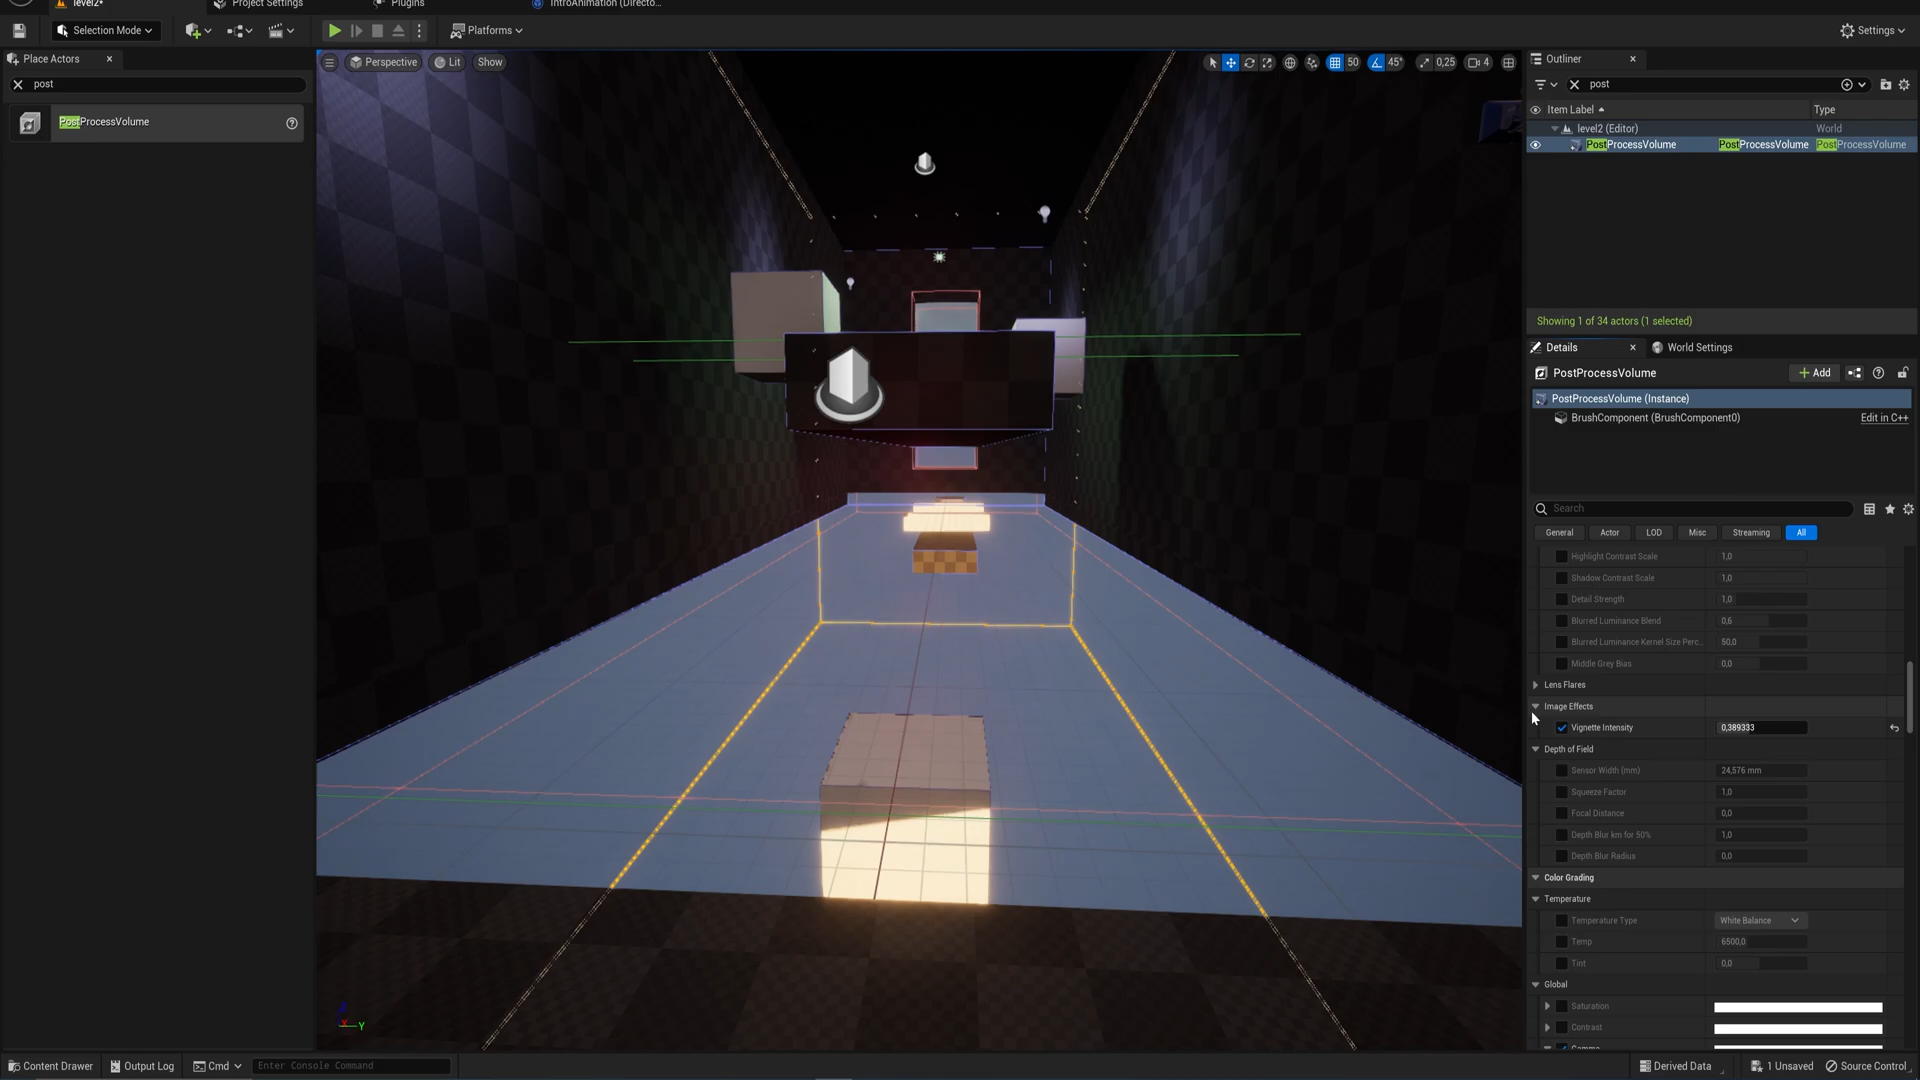 level2*
Project Settings
Plugins
IntroAnimation (Directo...
Selection Mode
Platforms
Settings
Place Actors
post
PostProcessVolume
Perspective
Lit
Show
50
45°
0,25
4
Outliner
post
Item Label
Type
level2 (Editor)
World
PostProcessVolume
PostProcessVolume
PostProcessVolume
Showing 1 of 34 actors (1 selected)
Details
World Settings
PostProcessVolume
+ Add
PostProcessVolume (Instance)
BrushComponent (BrushComponent0)
Edit in C++
Search
General
Actor
LOD
Misc
Streaming
All
Highlight Contrast Scale
1,0
Shadow Contrast Scale
1,0
Detail Strength
1,0
Blurred Luminance Blend
0,6
Blurred Luminance Kernel Size Perc...
50,0
Middle Grey Bias
0,0
Lens Flares
Image Effects
Vignette Intensity
0,389333
Depth of Field
Sensor Width (mm)
24,576 mm
Squeeze Factor
1,0
Focal Distance
0,0
Depth Blur km for 50%
1,0
Depth Blur Radius
0,0
Color Grading
Temperature
Temperature Type
White Balance
Temp
6500,0
Tint
0,0
Global
Saturation
Contrast
Gamma
Y
Content Drawer
Output Log
Cmd
Enter Console Command
Derived Data
1 Unsaved
Source Control